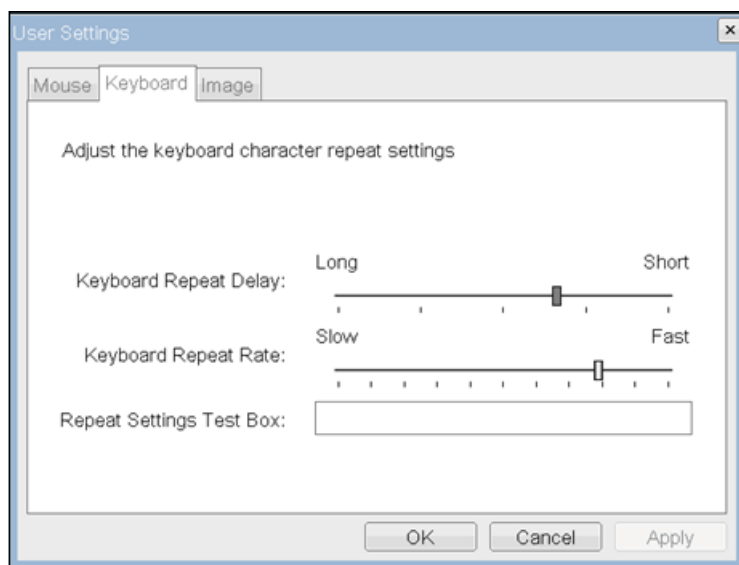 User Settings
Mouse Keyboard Image
Adjust the keyboard character repeat settings
Long Short
Keyboard Repeat Delay:
Slow Fast
Keyboard Repeat Rate:
Repeat Settings Test Box:
OK Cancel Apply